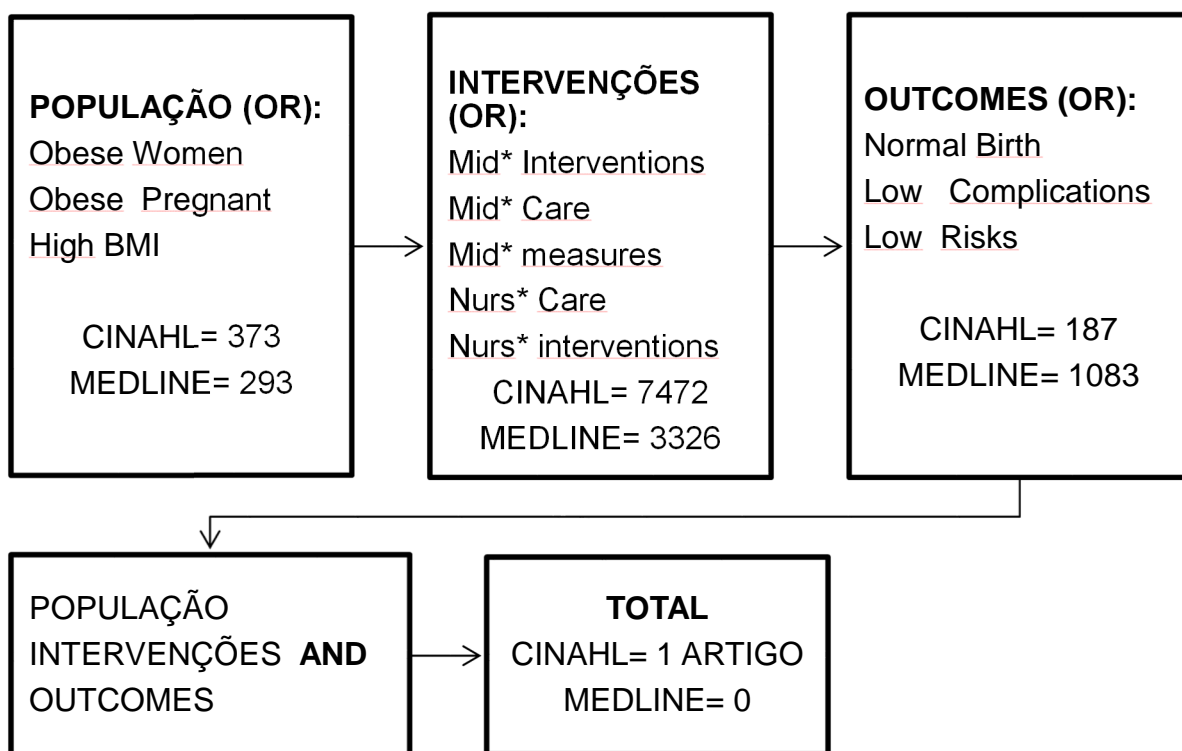 POPULAÇÃO (OR):
Obese Women
Obese Pregnant
High BMI
CINAHL= 373
MEDLINE= 293
INTERVENÇÕES
(OR):
Mid* Interventions
Mid* Care
Mid* measures
Nurs* Care
Nurs* interventions
CINAHL= 7472
MEDLINE= 3326
OUTCOMES (OR):
Normal Birth
Low Complications
Low Risks
CINAHL= 187
MEDLINE= 1083
POPULAÇÃO
INTERVENÇÕES AND
OUTCOMES
TOTAL
CINAHL= 1 ARTIGO
MEDLINE= 0